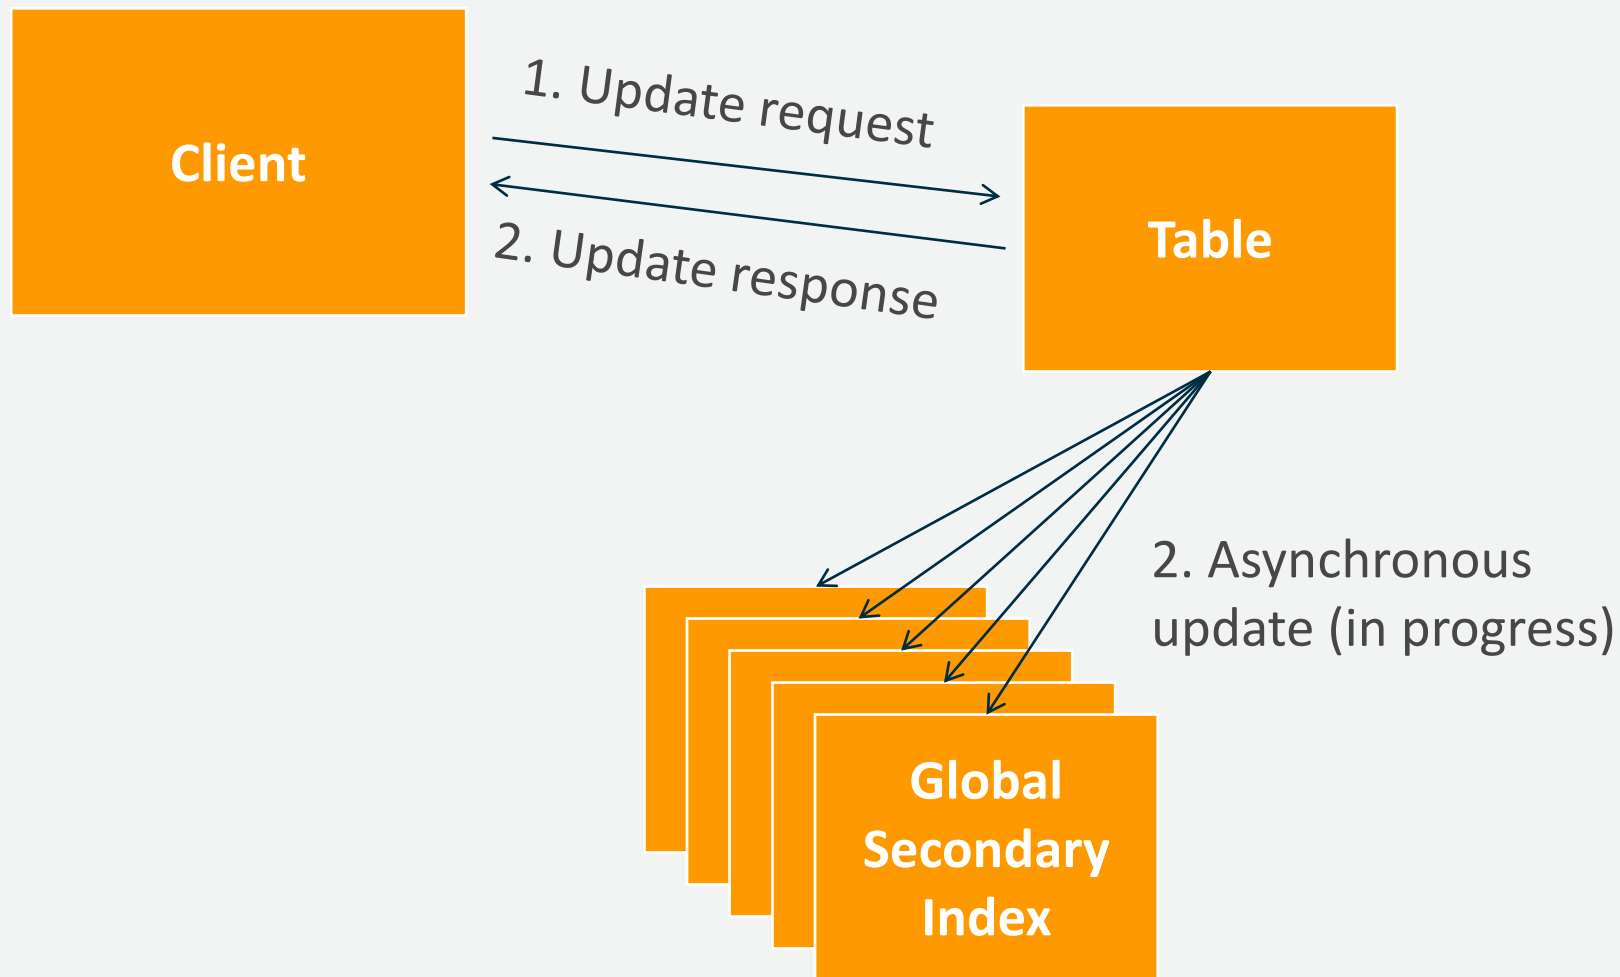 Client
1. Update request
2. Update response
Table
2. Asynchronous
update (in progress)
Global
Secondary
Index